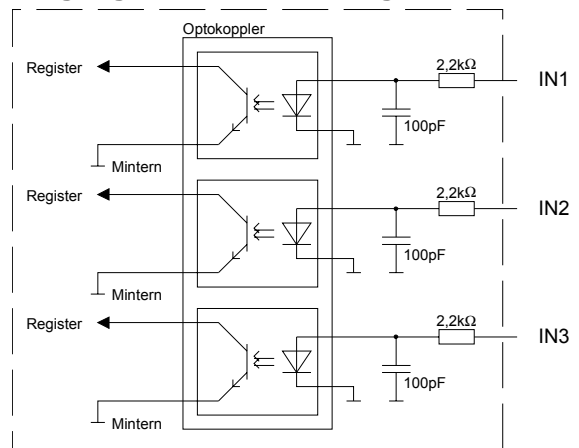 Optokoppler
Register
2,2kΩ
IN1
100pF
Mintern
Register
2,2kΩ
IN2
100pF
Mintern
Register
2,2kΩ
IN3
100pF
Mintern